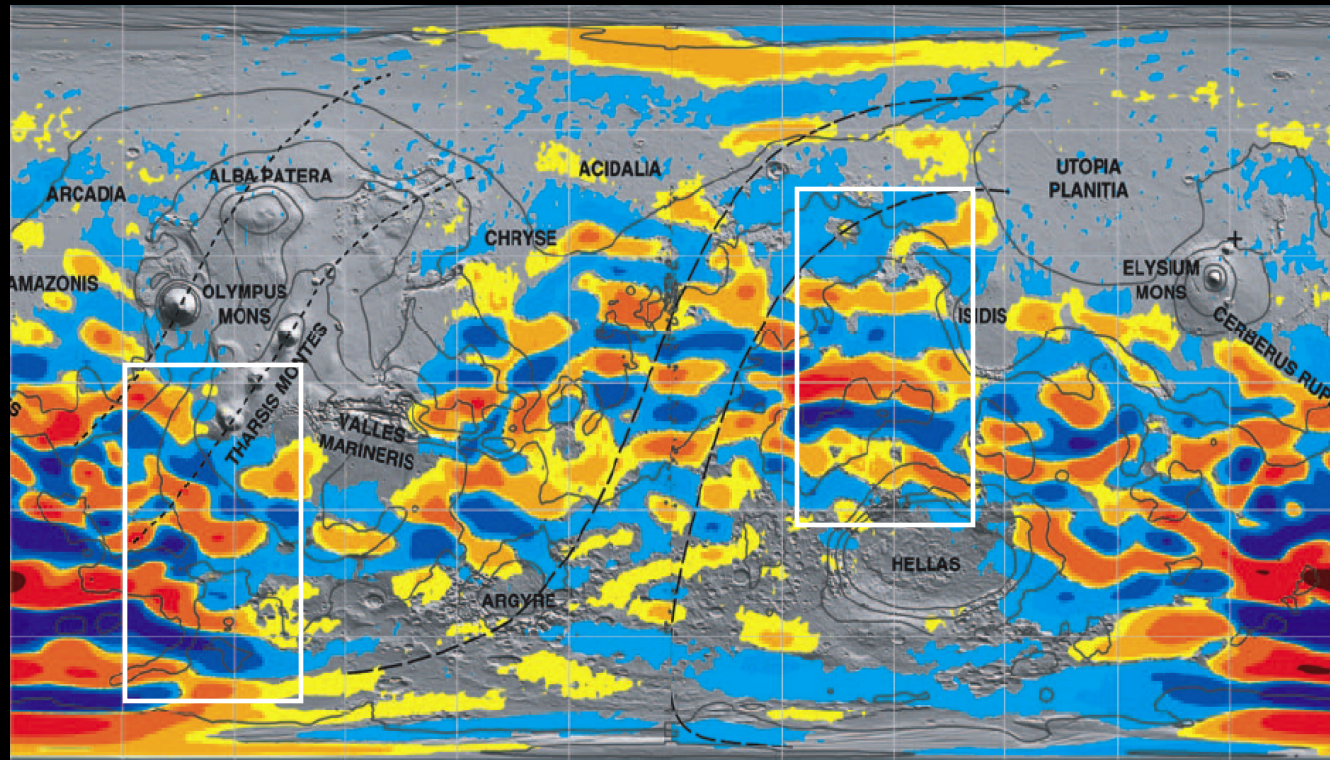 ACIDALIA
UTOPIA
PLANITIA
ALBA PATERA
ARCADIA
CHRYSE
ELYSIUM
MONS
AMAZONIS
OLYMPUS
MONS
ISIDIS
CERBERUS RUP
THARSIS MONTES
S
VALLES
MARINERIS
HELLAS
ARGYRE